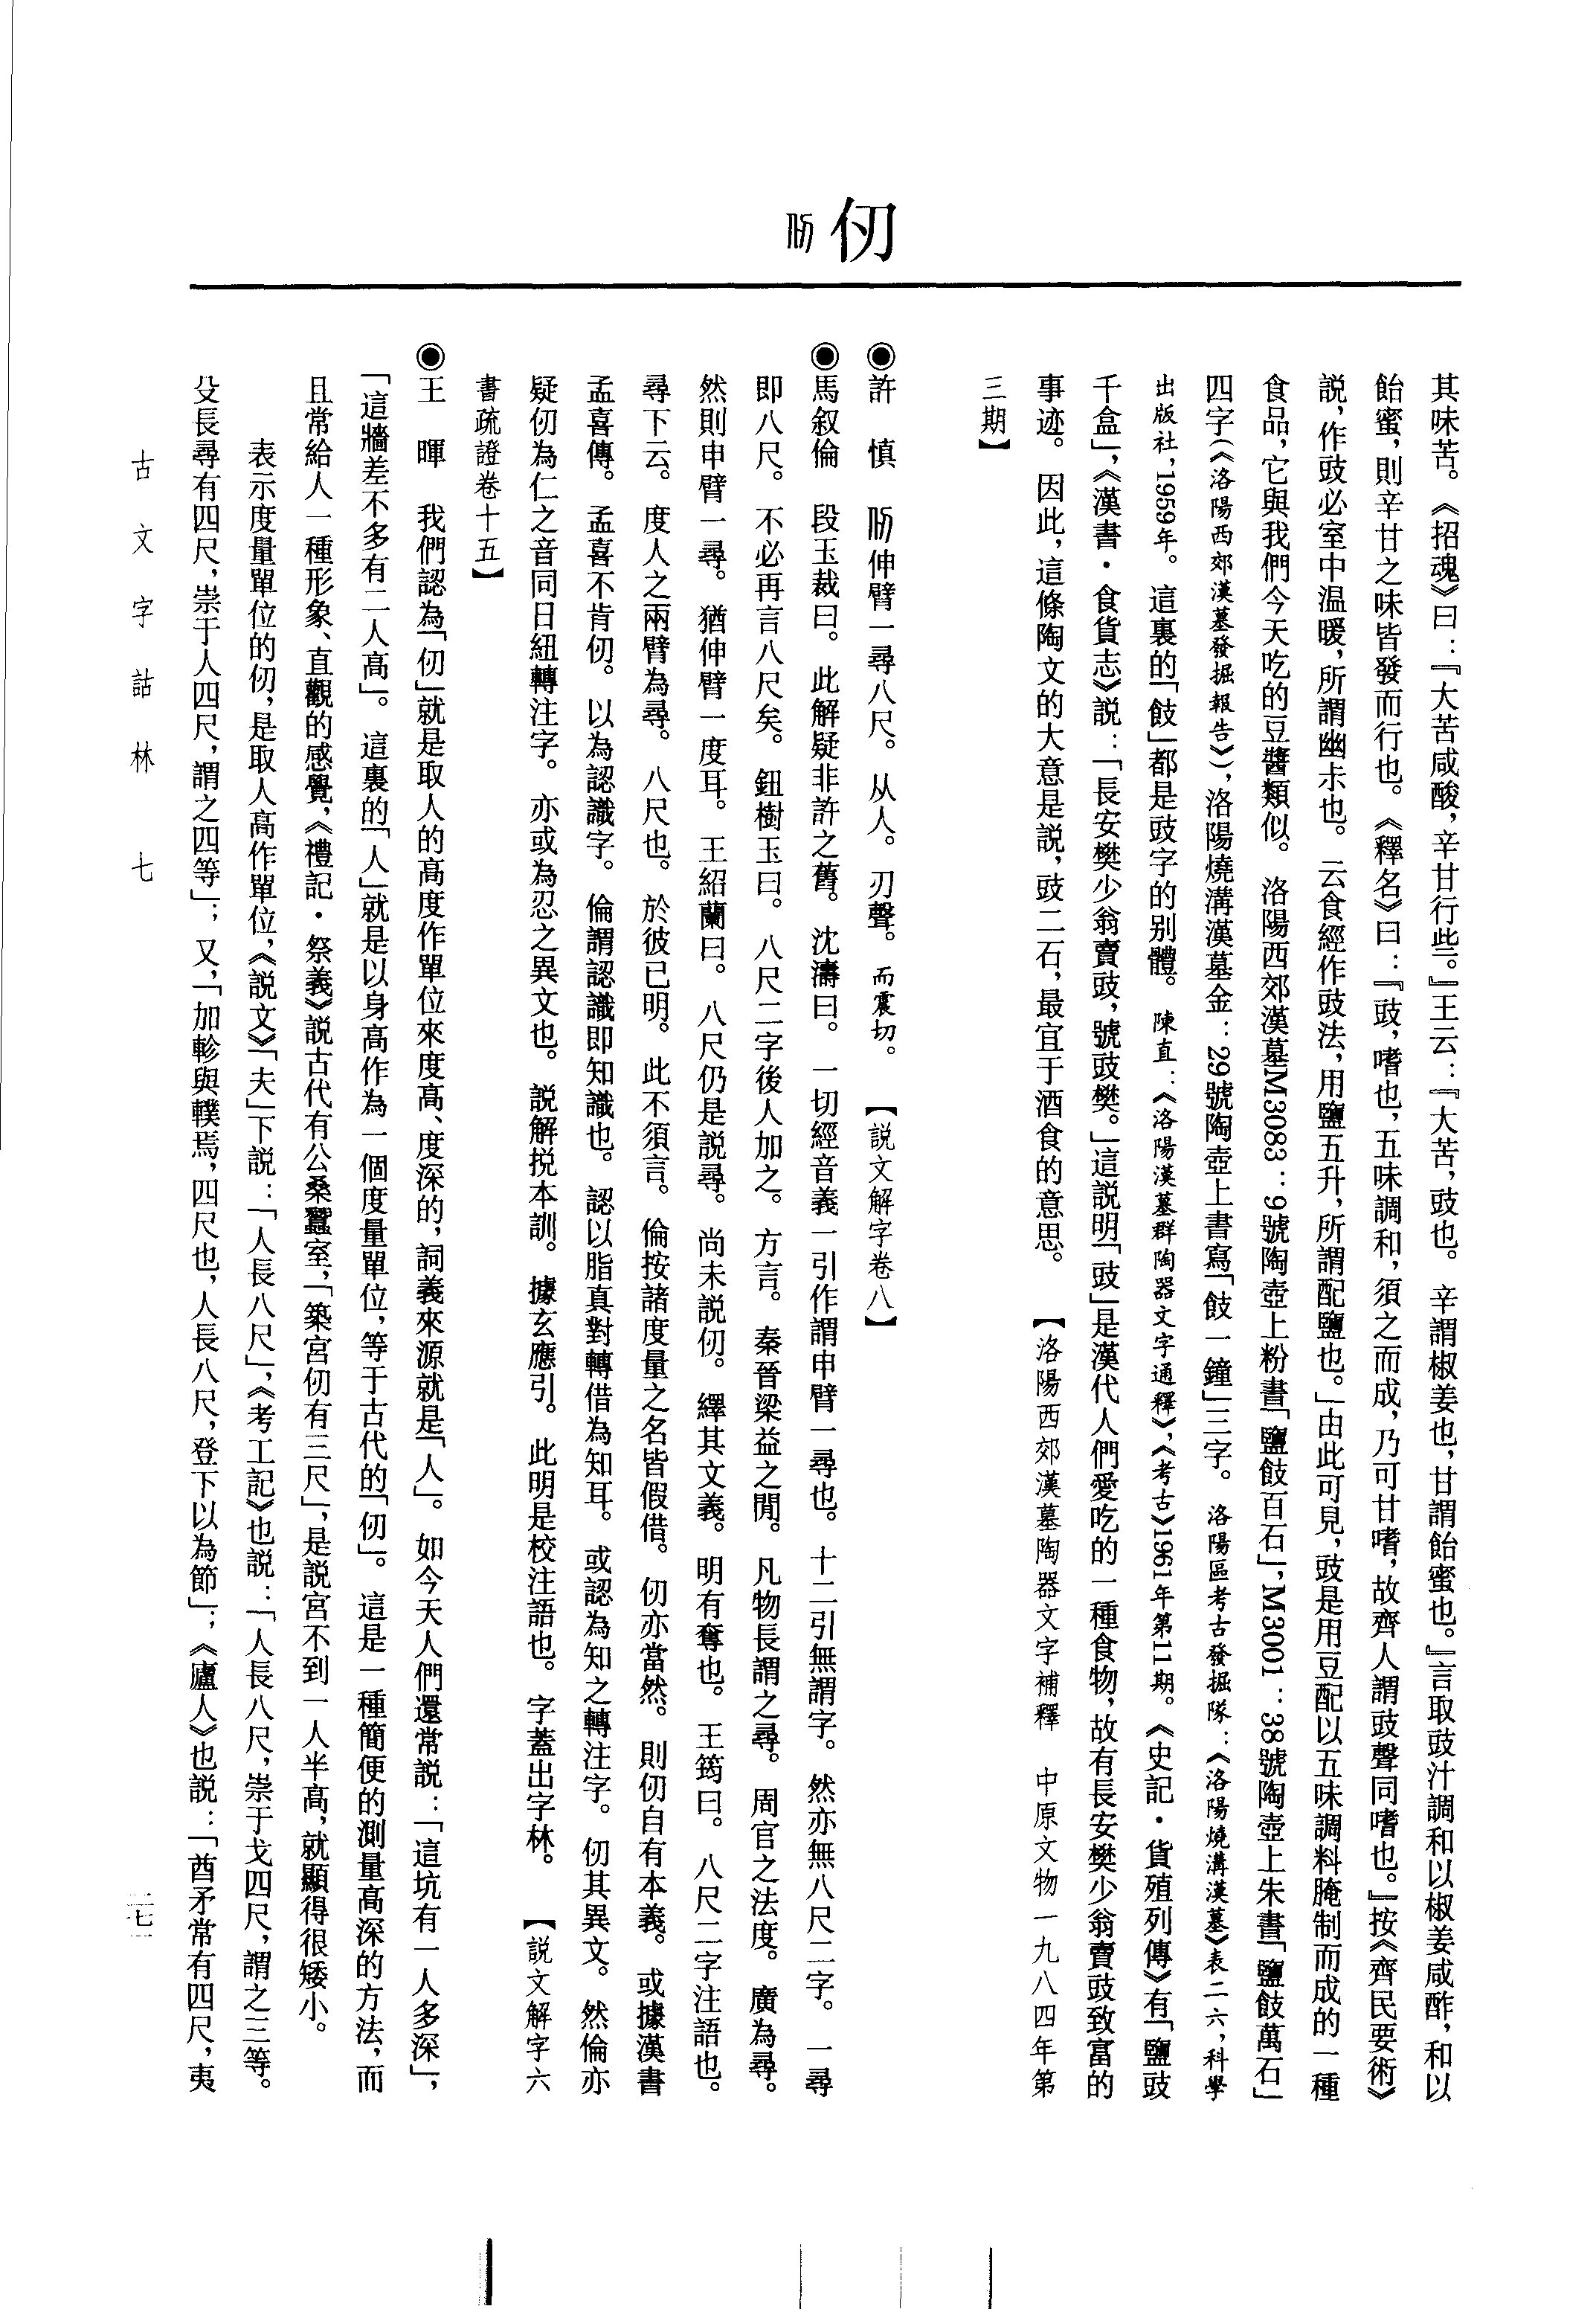 仞
其味苦。《招魂》曰：『大苦咸酸，辛甘行些。』王云：『大苦，豉也。辛謂椒姜也，甘謂飴蜜也。』言取豉汁調和以椒姜咸酢，和以
飴蜜，則辛甘之味皆發而行也。《釋名》曰：『豉，嗜也，五味調和，須之而成，乃可甘嗜，故齊人謂豉聲同嗜也。』按《齊民要術》
説，作豉必室中温暖，所謂幽尗也。云食經作豉法，用鹽五升，所謂配鹽也。」由此可見，豉是用豆配以五味調料腌制而成的一種
食品，它與我們今天吃的豆醬類似。洛陽西郊漢墓M3083：9號陶壺上粉書「鹽䜴百石」，M3001：38號陶壺上朱書「鹽䜴萬石」
四字（《洛陽西郊漢墓發掘報告》），洛陽燒溝漢墓金：29號陶壺上書寫「䜴一鐘」三字。洛陽區考古發掘隊：《洛陽燒溝漢墓》表二六，科學
出版社，1959年。這裏的「䜴」都是豉字的别體。陳直：《洛陽漢墓群陶器文字通釋》，《考古》1961年第11期。《史記·貨殖列傳》有「鹽豉
千盒」，《漢書·食貨志》説：「長安樊少翁賣豉，號豉樊。」這説明「豉」是漢代人們愛吃的一種食物，故有長安樊少翁賣豉致富的
事迹。因此，這條陶文的大意是説，豉二石，最宜于酒食的意思。【洛陽西郊漢墓陶器文字補釋　中原文物一九八四年第
三期】
◉許　慎　伸臂一尋八尺。从人。刃聲。而震切。【説文解字卷八】
◉馬叙倫　段玉裁曰。此解疑非許之舊。沈濤曰。一切經音義一引作謂申臂一尋也。十二引無謂字。然亦無八尺二字。一尋
即八尺。不必再言八尺矣。鈕樹玉曰。八尺二字後人加之。方言。秦晉梁益之閒。凡物長謂之尋。周官之法度。廣為尋。
然則申臂一尋。猶伸臂一度耳。王紹蘭曰。八尺仍是説尋。尚未説仞。繹其文義。明有奪也。王筠曰。八尺二字注語也。
尋下云。度人之兩臂為尋。八尺也。於彼已明。此不須言。倫按諸度量之名皆假借。仞亦當然。則仞自有本義。或據漢書
孟喜傳。孟喜不肯仞。以為認識字。倫謂認識即知識也。認以脂真對轉借為知耳。或認為知之轉注字。仞其異文。然倫亦
疑仞為仁之音同日紐轉注字。亦或為忍之異文也。説解挩本訓。據玄應引。此明是校注語也。字蓋出字林。【説文解字六
書疏證卷十五】
◉王　暉　我們認為「仞」就是取人的高度作單位來度高、度深的，詞義來源就是「人」。如今天人們還常説：「這坑有一人多深」，
「這牆差不多有二人高」。這裏的「人」就是以身高作為一個度量單位，等于古代的「仞」。這是一種簡便的測量高深的方法，而
且常給人一種形象、直觀的感覺，《禮記·祭義》説古代有公桑蠶室，「築宮仞有三尺」，是説宮不到一人半高，就顯得很矮小。
表示度量單位的仞，是取人高作單位，《説文》「夫」下説：「人長八尺」，《考工記》也説：「人長八尺，崇于戈四尺，謂之三等。
殳長尋有四尺，崇于人四尺，謂之四等」；又，「加軫與轐焉，四尺也，人長八尺，登下以為節」；《廬人》也説：「酋矛常有四尺，夷
古文字詁林　七
二七一